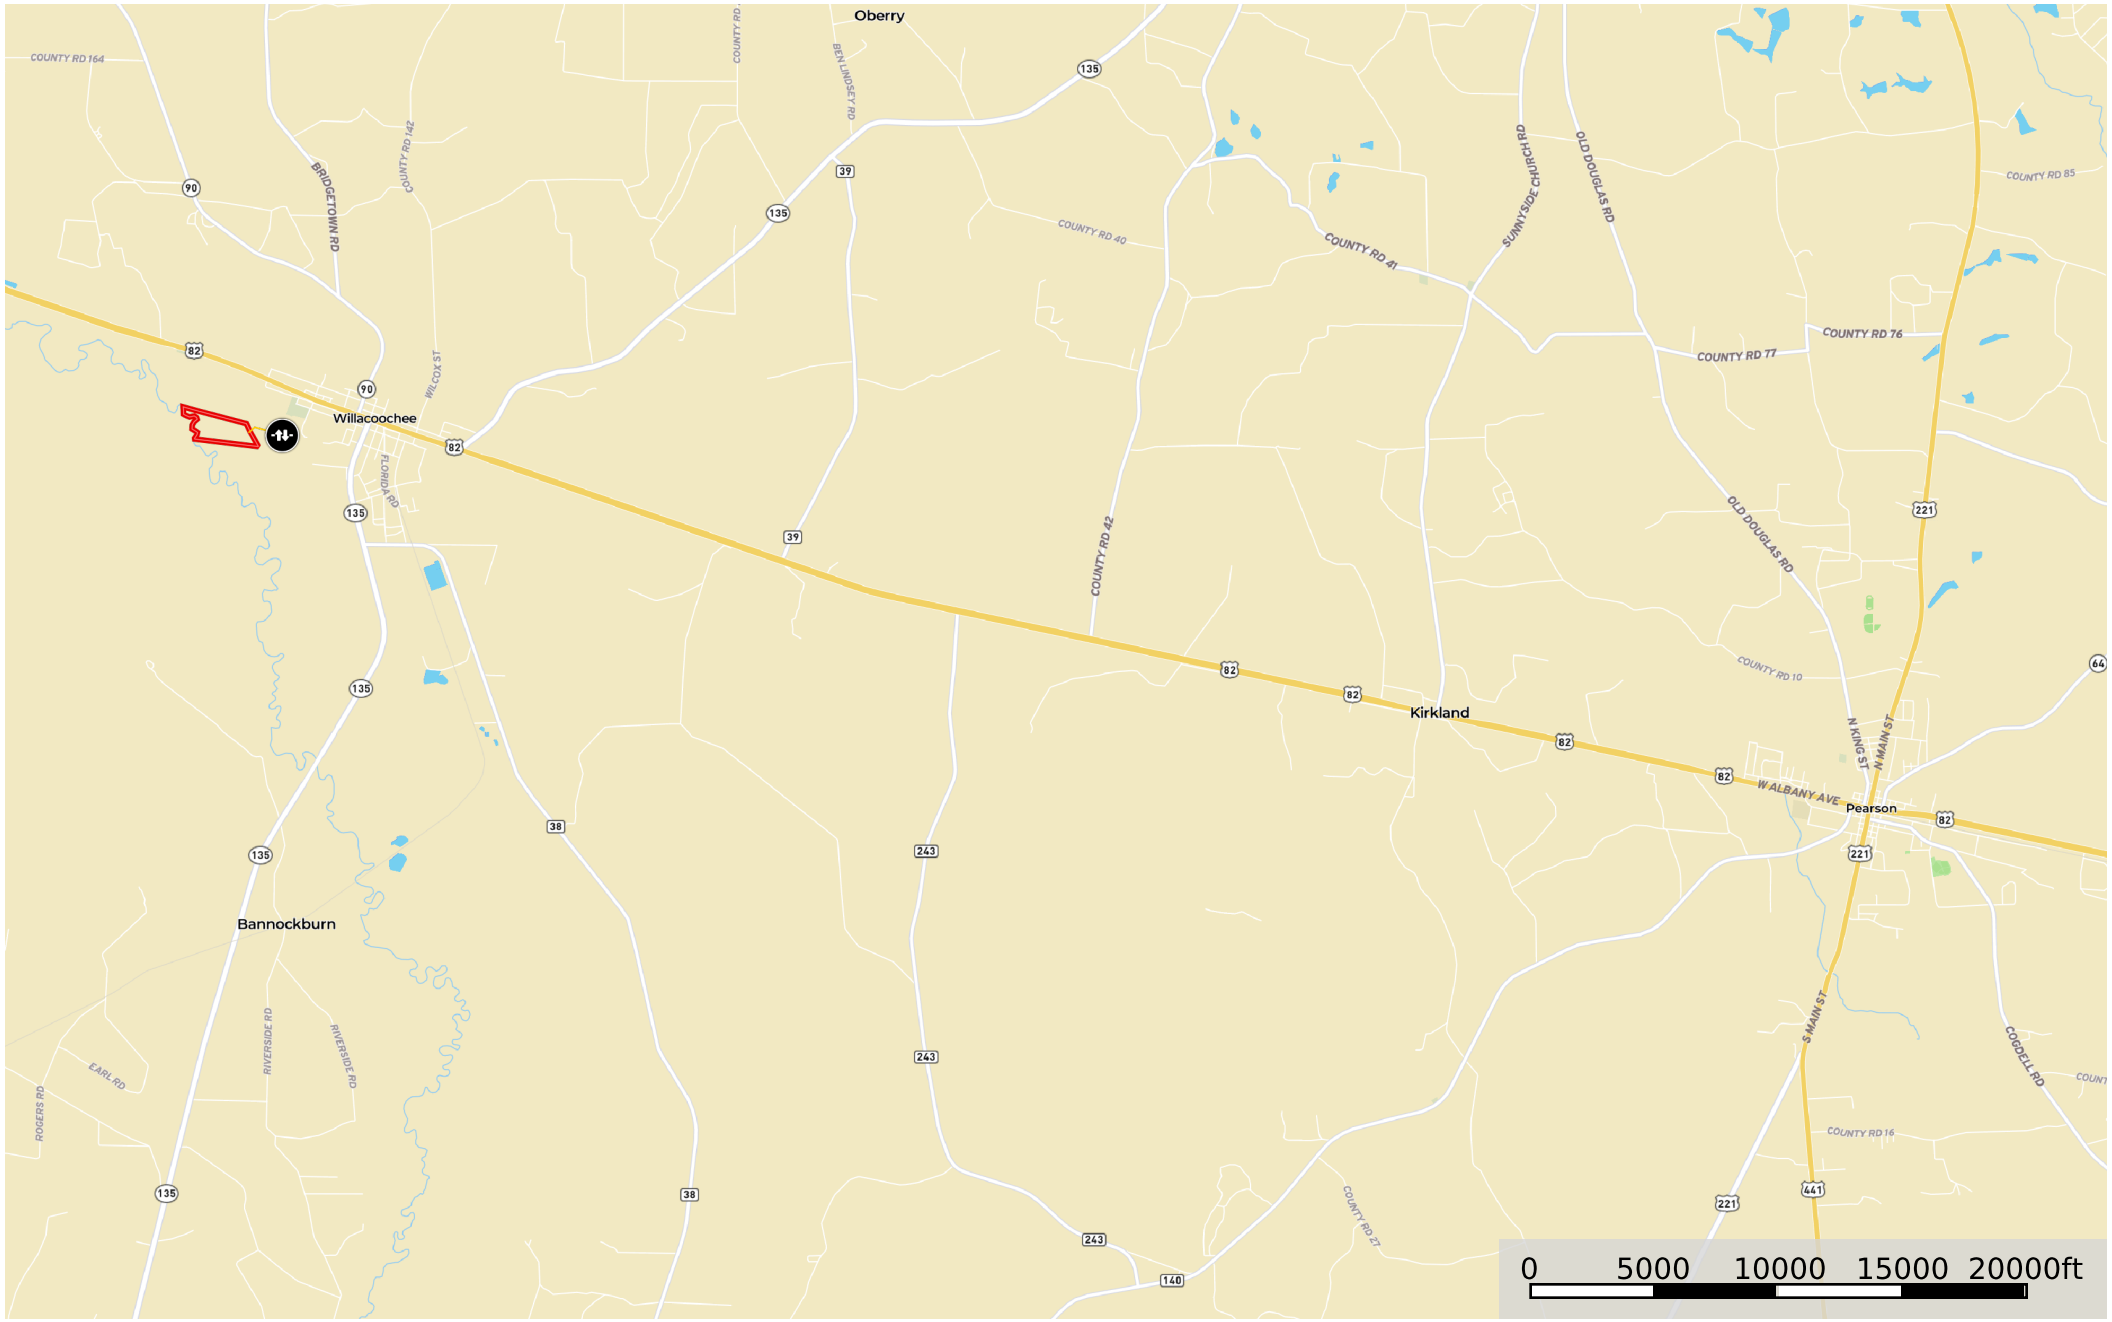 Oberry
COUNTY RD 164
COUNTY RD
BEN LINDSEY RD
135
COUNTY RD 142
90
BRIDGETOWN RD
39
135
COUNTY RD 40
COUNTY RD 41
SUNNYSIDE CHURCH RD
OLD DOUGLAS RD
COUNTY RD 85
82
WILCOX ST
90
Willacoochee
82
FLORIDA RD
135
39
COUNTY RD 42
COUNTY RD 77
COUNTY RD 76
221
OLD DOUGLAS RD
COUNTY RD 10
64
135
82
82
Kirkland
82
82
N KING ST
N MAIN ST
W ALBANY AVE
Pearson
82
221
38
135
243
Bannockburn
RIVERSIDE RD
RIVERSIDE RD
EARL RD
ROGERS RD
243
S MAIN ST
COGDELL RD
COUNT
COUNTY RD 16
135
38
441
221
COUNTY RD 27
243
140
0 5000 10000 15000 20000ft